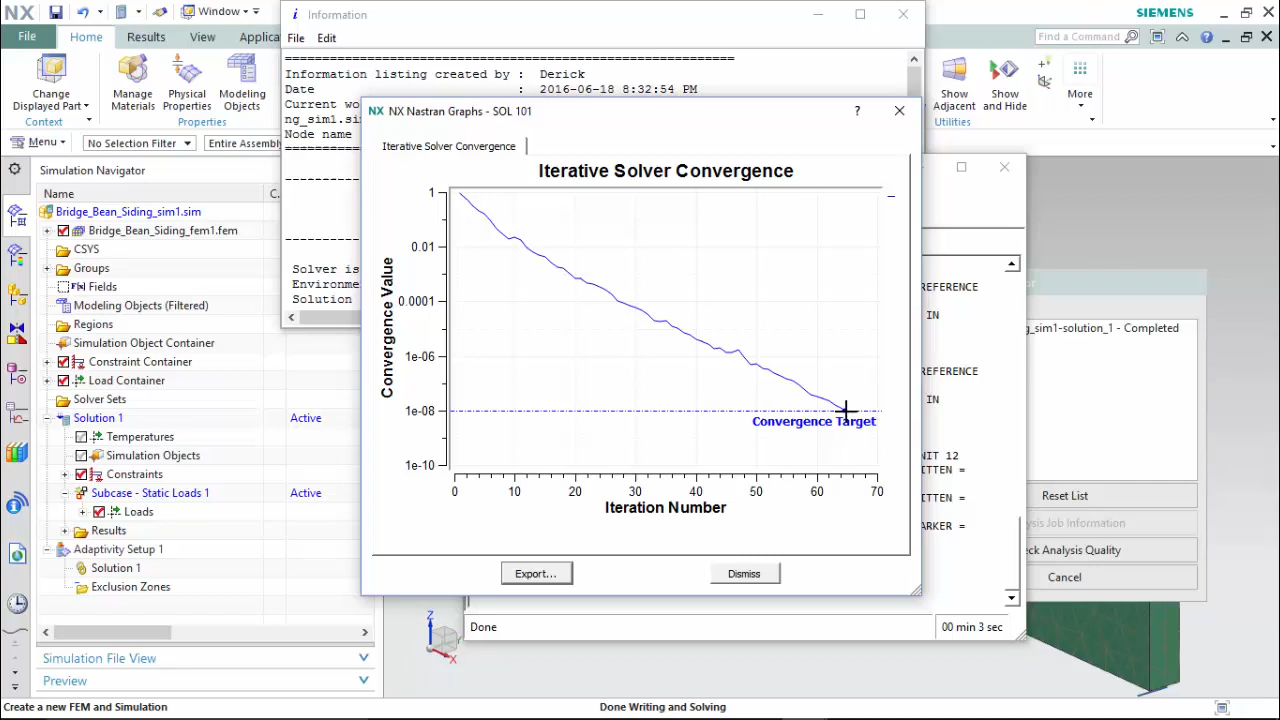 NX
Window
SIEMENS
File
Home
Results
View
Applica
Find a Command
Change
Displayed Part
Context
Manage
Materials
Physical
Properties
Modeling
Objects
Properties
Show
Adjacent
Show
and Hide
More
Utilities
Menu
No Selection Filter
Entire Assembly
Simulation Navigator
Name
C.
Bridge_Bean_Siding_sim1.sim
Bridge_Bean_Siding_fem1.fem
CSYS
Groups
f(x) Fields
Modeling Objects (Filtered)
Regions
Simulation Object Container
Constraint Container
Load Container
Solver Sets
Solution 1
Active
Temperatures
Simulation Objects
Constraints
Subcase - Static Loads 1
Active
Loads
Results
Adaptivity Setup 1
Solution 1
Exclusion Zones
Simulation File View
Preview
Create a new FEM and Simulation
Done Writing and Solving
i Information
File Edit
============================================================
Information listing created by : Derick
Date : 2016-06-18 8:32:54 PM
Current wo
ng_sim1.si
Node name
Solver is
Environme
Solution
NX NX Nastran Graphs - SOL 101
?
Iterative Solver Convergence
Iterative Solver Convergence
Convergence Value
1
0.01
0.0001
1e-06
1e-08
1e-10
Convergence Target
0 10 20 30 40 50 60 70
Iteration Number
Export...
Dismiss
REFERENCE
IN
REFERENCE
IN
NIT 12
ITTEN =
ITTEN =
ARKER =
Done
00 min 3 sec
g_sim1-solution_1 - Completed
Reset List
ysis Job Information
ck Analysis Quality
Cancel
Z
X